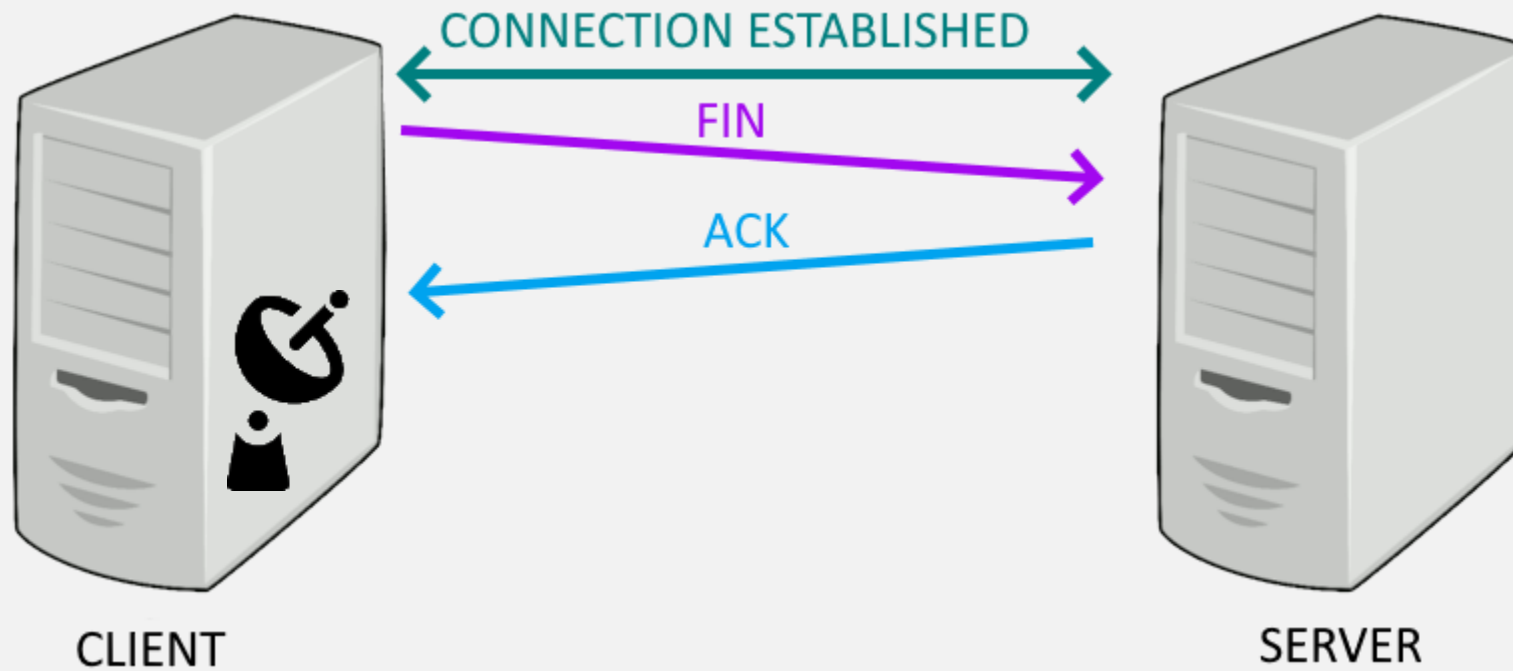 CONNECTION ESTABLISHED
FIN
ACK
CLIENT
SERVER